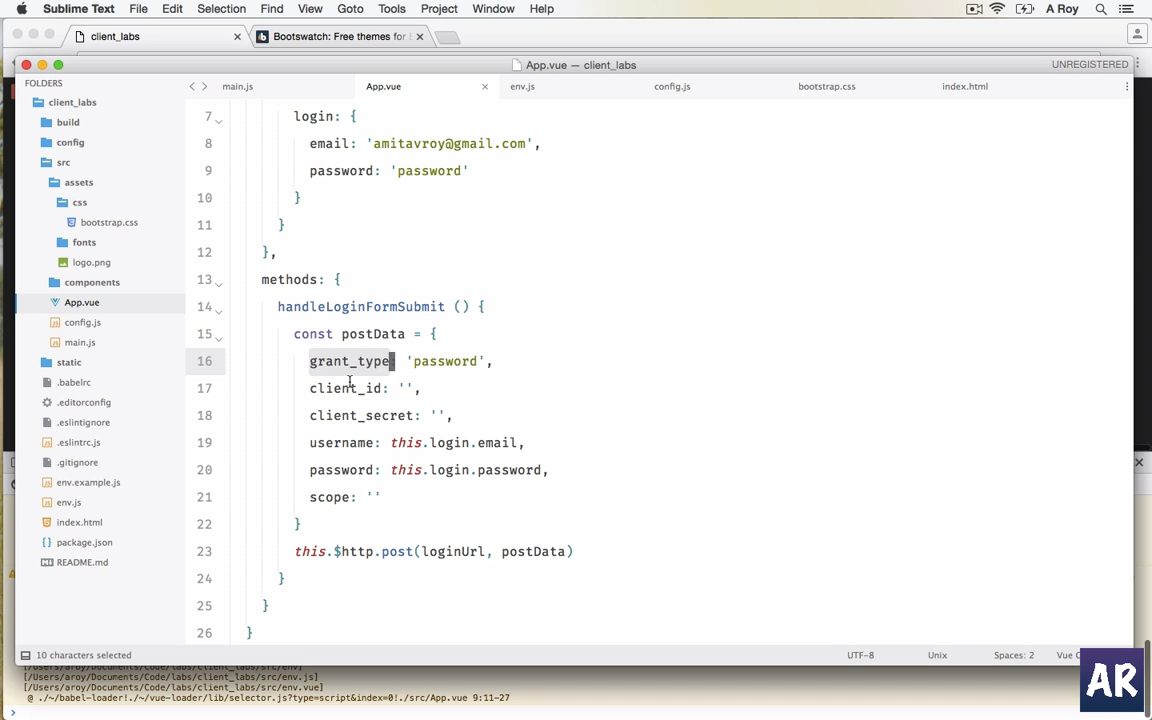 Sublime Text File Edit Selection Find View Goto Tools Project Window Help A Roy
client_labs Bootswatch: Free themes for
App.vue — client_labs UNREGISTERED
FOLDERS
main.js App.vue env.js config.js bootstrap.css index.html
client_labs
build
config
src
assets
css
bootstrap.css
fonts
logo.png
components
App.vue
config.js
main.js
static
.babelrc
.editorconfig
.eslintignore
.eslintrc.js
.gitignore
env.example.js
env.js
index.html
package.json
README.md
7 login: {
8 email: 'amitavroy@gmail.com',
9 password: 'password'
10 }
11 }
12 },
13 methods: {
14 handleLoginFormSubmit () {
15 const postData = {
16 grant_type: 'password',
17 client_id: '',
18 client_secret: '',
19 username: this.login.email,
20 password: this.login.password,
21 scope: ''
22 }
23 this.$http.post(loginUrl, postData)
24 }
25 }
26 }
10 characters selected UTF-8 Unix Spaces: 2 Vue
[/Users/aroy/Documents/Code/labs/client_labs/src/env]
[/Users/aroy/Documents/Code/labs/client_labs/src/env.js]
[/Users/aroy/Documents/Code/labs/client_labs/src/env.vue]
@ ./~/babel-loader!./~/vue-loader/lib/selector.js?type=script&index=0!./src/App.vue 9:11-27
AR